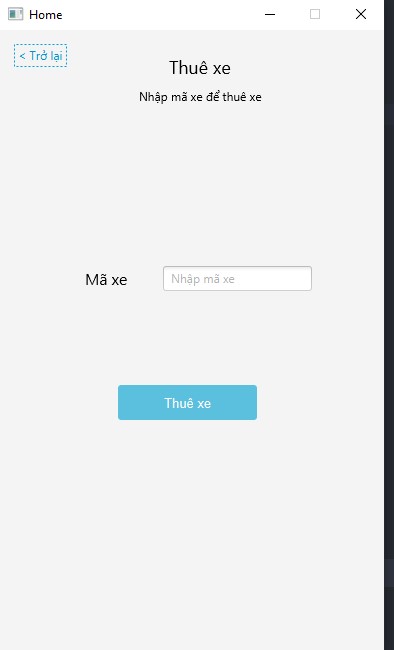 Home
< Trở lại
Thuê xe
Nhập mã xe để thuê xe
Mã xe
Nhập mã xe
Thuê xe